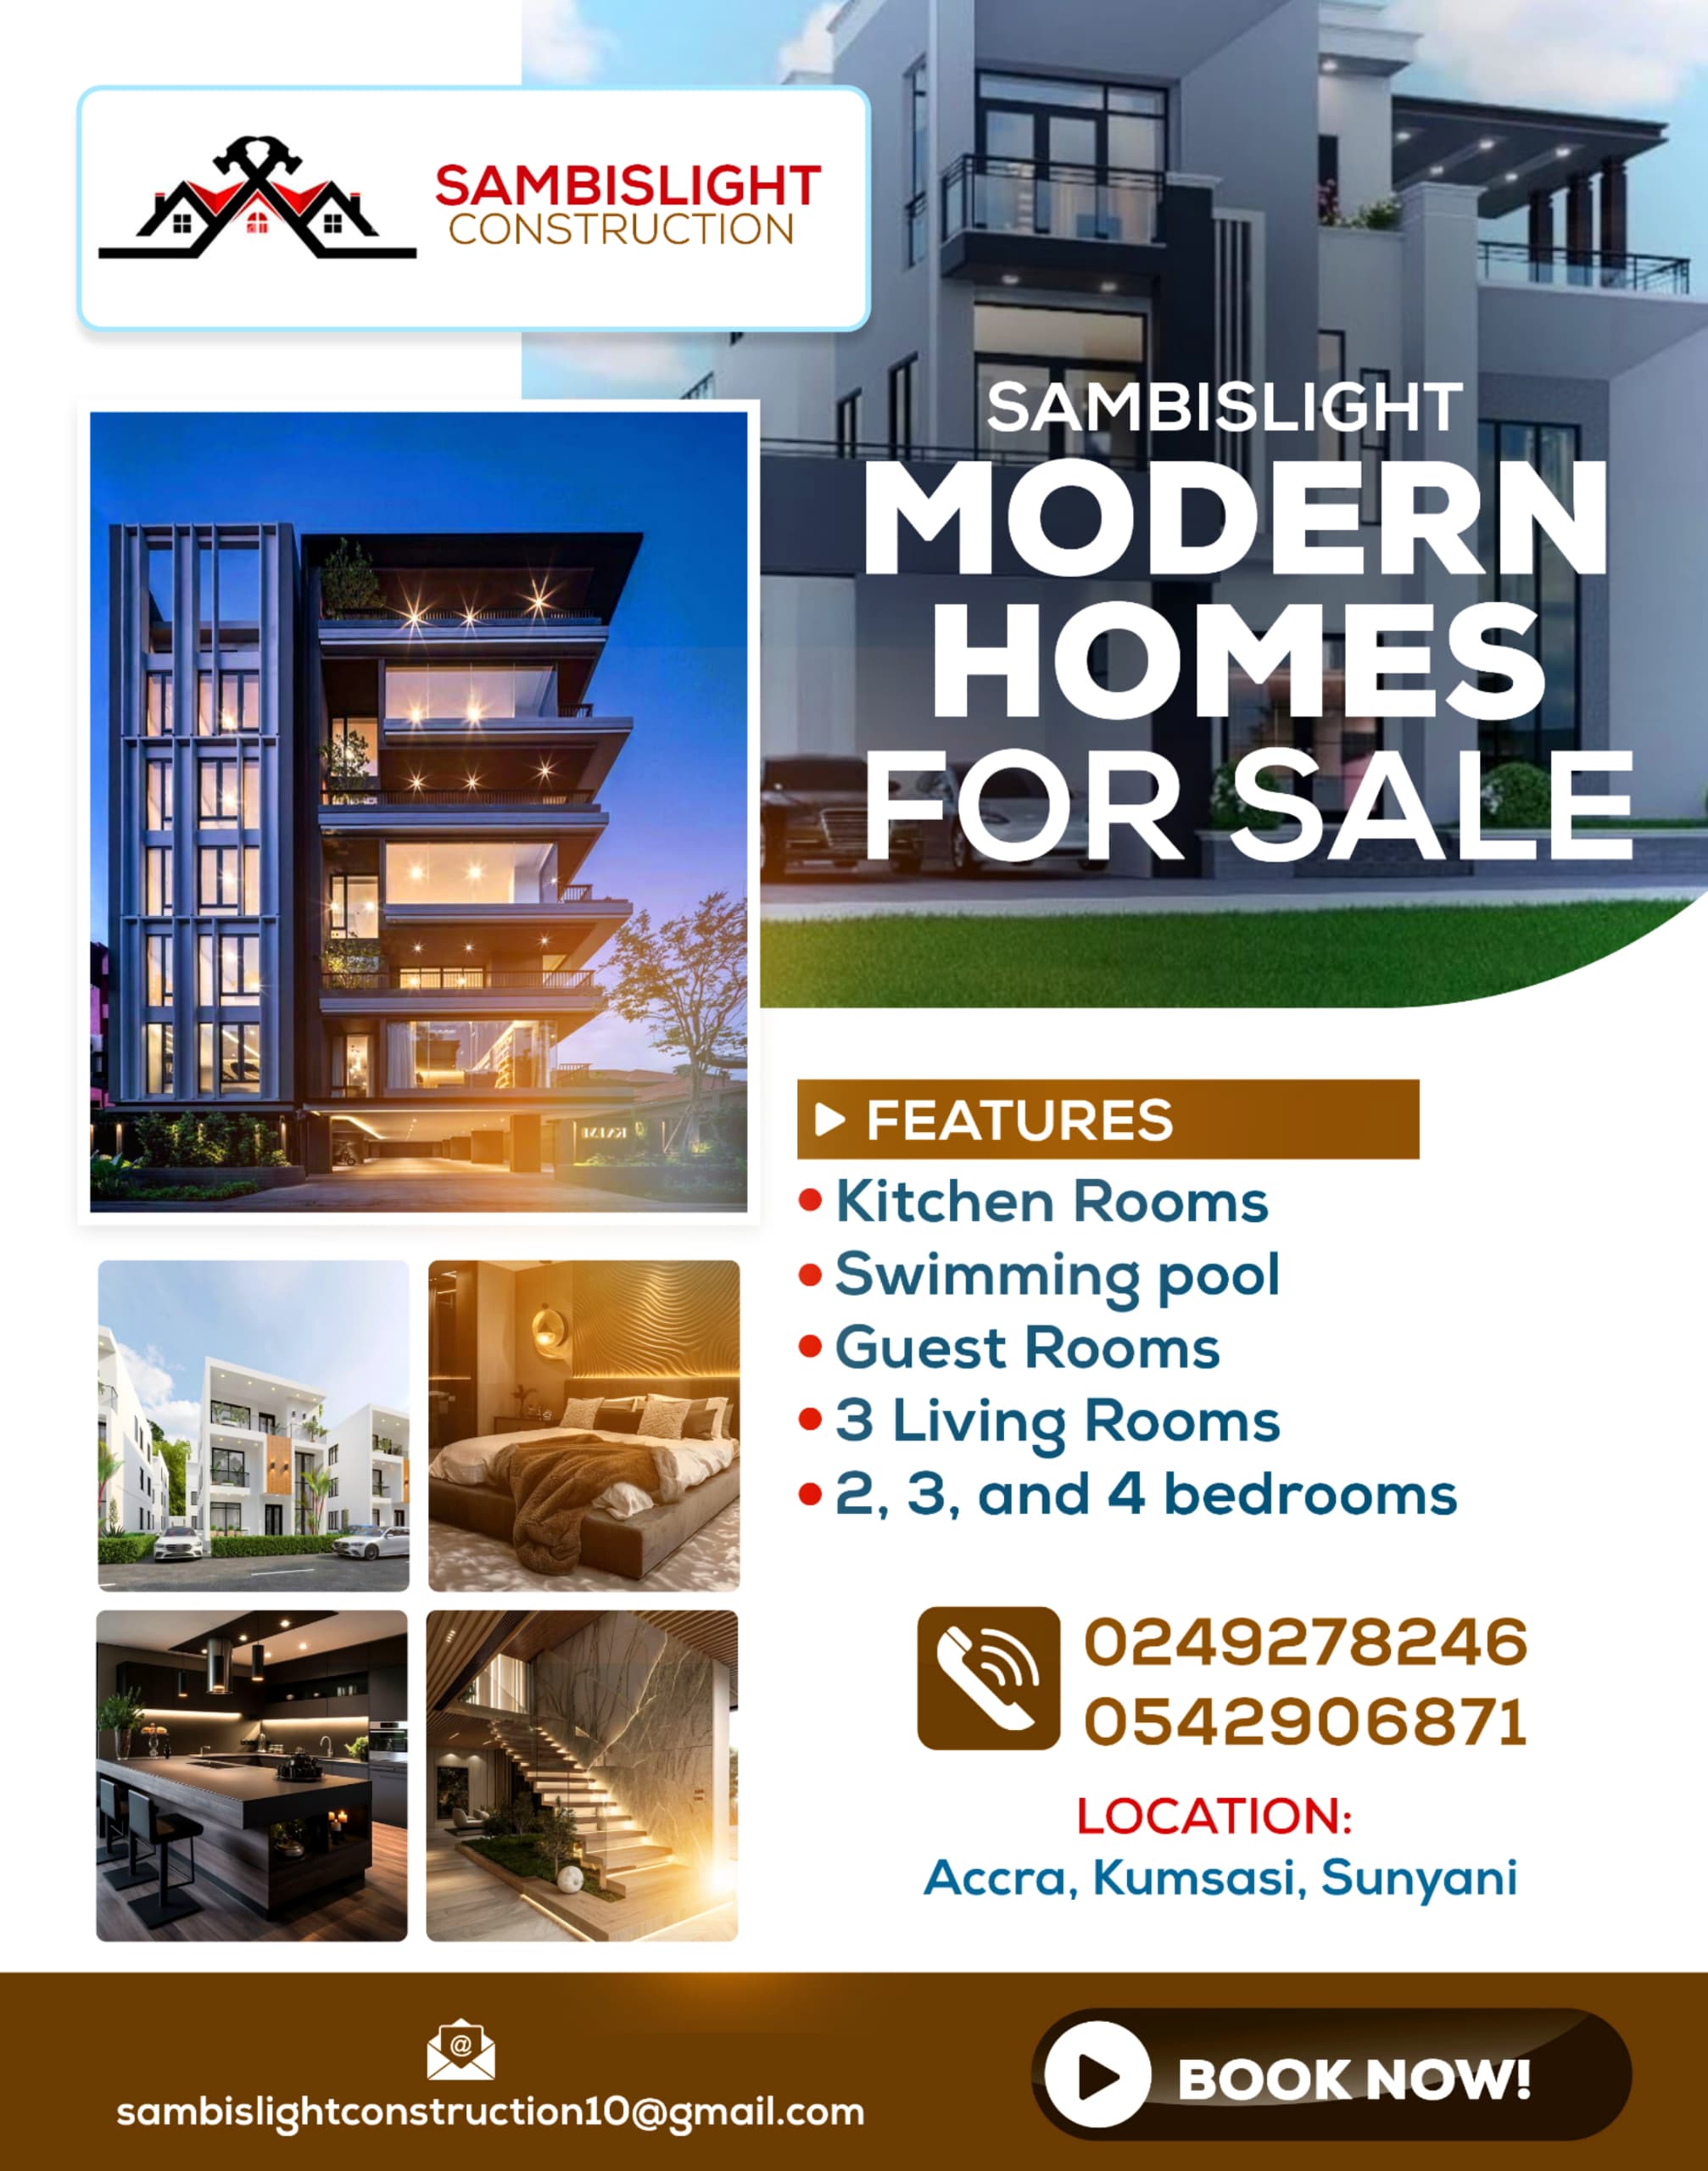 SAMBISLIGHT
CONSTRUCTION
SAMBISLIGHT
MODERN
HOMES
FOR SALE
FEATURES
• Kitchen Rooms
• Swimming pool
• Guest Rooms
• 3 Living Rooms
• 2, 3, and 4 bedrooms
0249278246
0542906871
LOCATION:
Accra, Kumsasi, Sunyani
@
sambislightconstruction10@gmail.com
BOOK NOW!